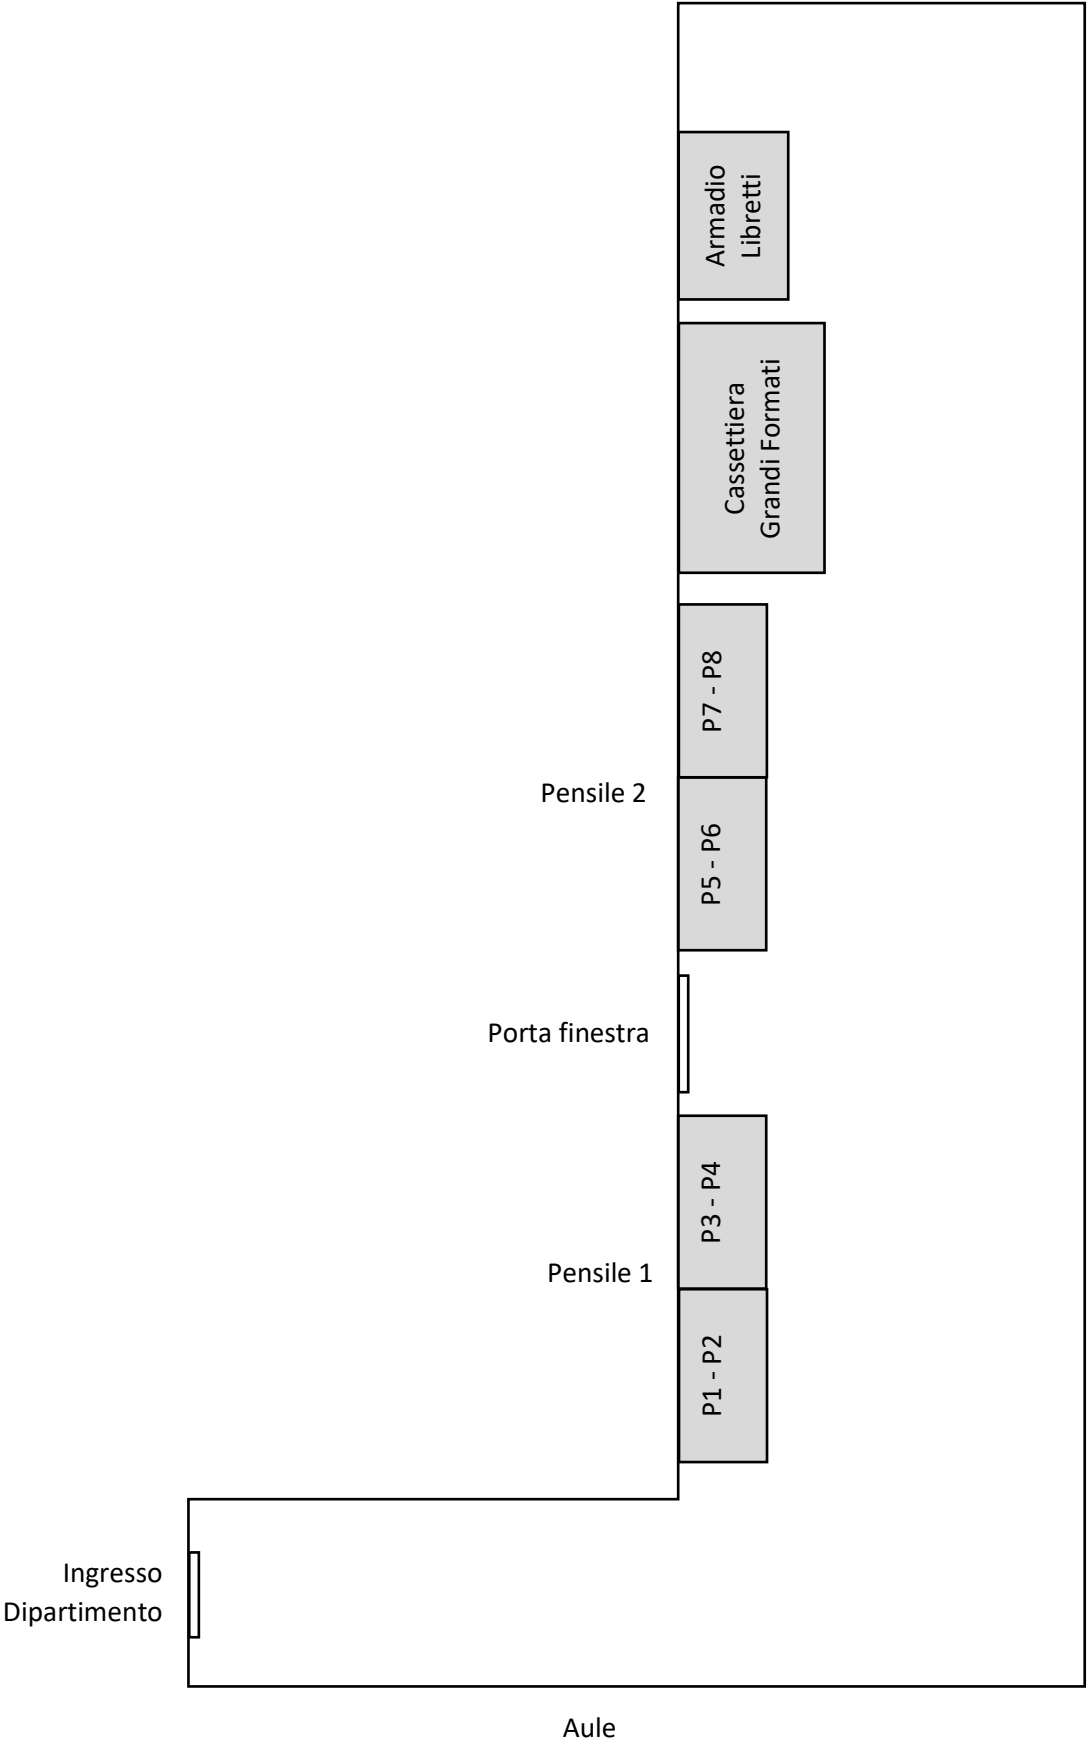 Armadio
Libretti
Cassettiera
Grandi Formati
P7 - P8
Pensile 2
P5 - P6
Porta finestra
P3 - P4
Pensile 1
P1 - P2
Ingresso
Dipartimento
Aule